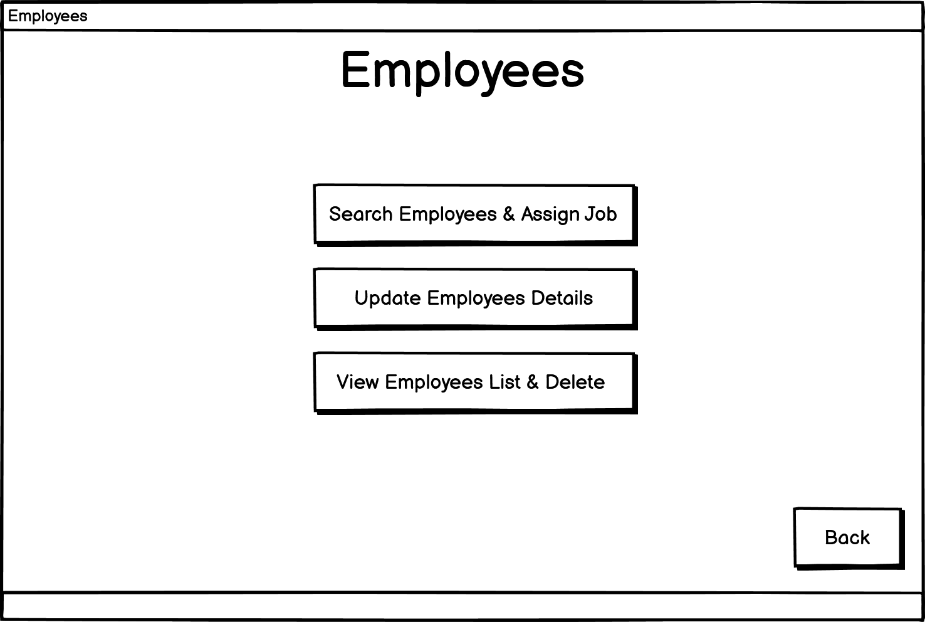 Employees
Employees
Search Employees & Assign Job
Update Employees Details
View Employees List & Delete
Back